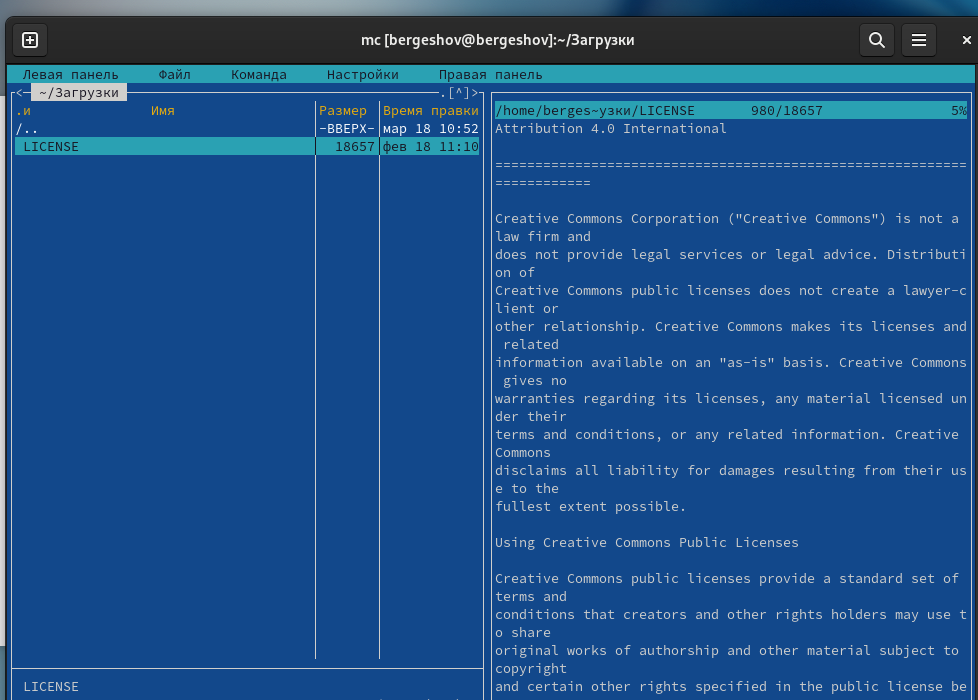 mc [bergeshov@bergeshov]:~/Загрузки
Левая панель Файл Команда Настройки Правая панель
<— ~/Загрузки .[^]>
.и Имя Размер Время правки
/.. -ВВЕРХ- мар 18 10:52
LICENSE 18657 фев 18 11:10
LICENSE
/home/berges~узки/LICENSE 980/18657 5%
Attribution 4.0 International
===========================================================
============
Creative Commons Corporation ("Creative Commons") is not a
law firm and
does not provide legal services or legal advice. Distributi
on of
Creative Commons public licenses does not create a lawyer-c
lient or
other relationship. Creative Commons makes its licenses and
related
information available on an "as-is" basis. Creative Commons
gives no
warranties regarding its licenses, any material licensed un
der their
terms and conditions, or any related information. Creative
Commons
disclaims all liability for damages resulting from their us
e to the
fullest extent possible.
Using Creative Commons Public Licenses
Creative Commons public licenses provide a standard set of
terms and
conditions that creators and other rights holders may use t
o share
original works of authorship and other material subject to
copyright
and certain other rights specified in the public license be